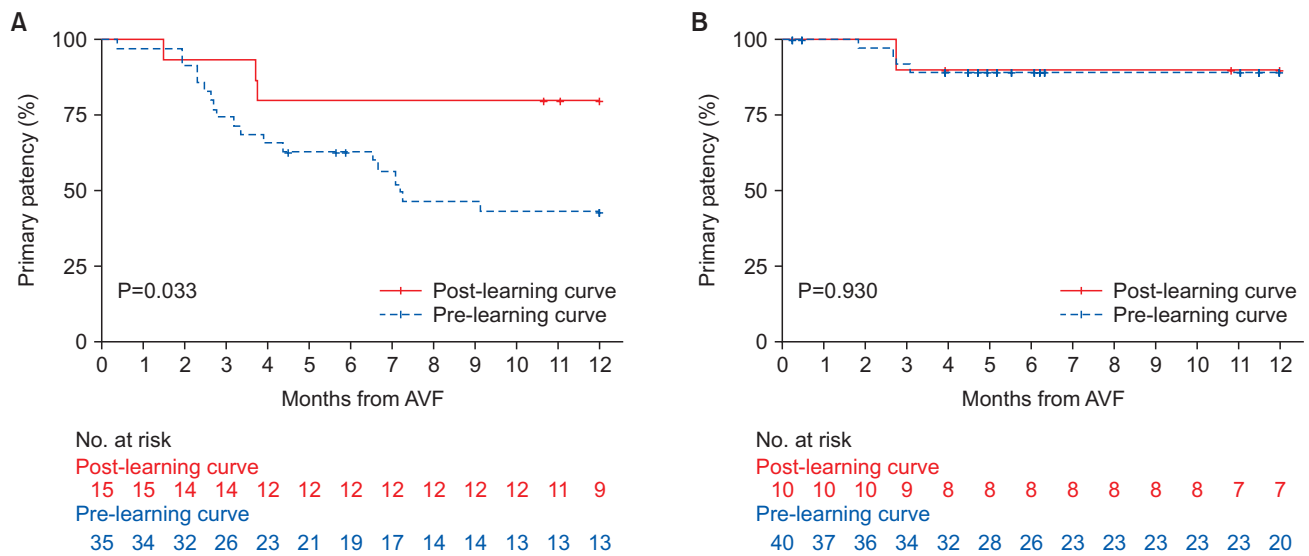 A
100
75
50
25
0
Primary patency (%)
P=0.033
Post-learning curve
Pre-learning curve
0 1 2 3 4 5 6 7 8 9 10 11 12
Months from AVF
No. at risk
Post-learning curve
15 15 14 14 12 12 12 12 12 12 12 11 9
Pre-learning curve
35 34 32 26 23 21 19 17 14 14 13 13 13
B
100
75
50
25
0
Primary patency (%)
P=0.930
Post-learning curve
Pre-learning curve
0 1 2 3 4 5 6 7 8 9 10 11 12
Months from AVF
No. at risk
Post-learning curve
10 10 10 9 8 8 8 8 8 8 8 7 7
Pre-learning curve
40 37 36 34 32 28 26 23 23 23 23 23 20